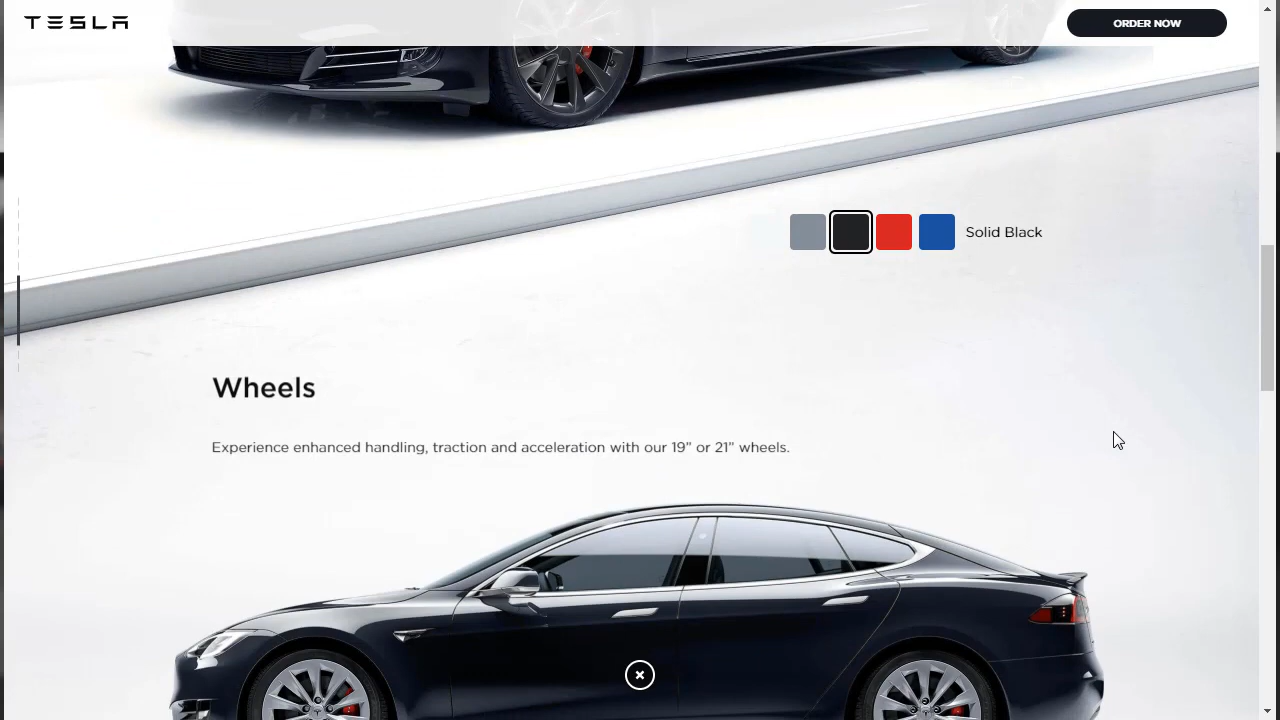 TESLA
ORDER NOW
Solid Black
Wheels
Experience enhanced handling, traction and acceleration with our 19” or 21” wheels.